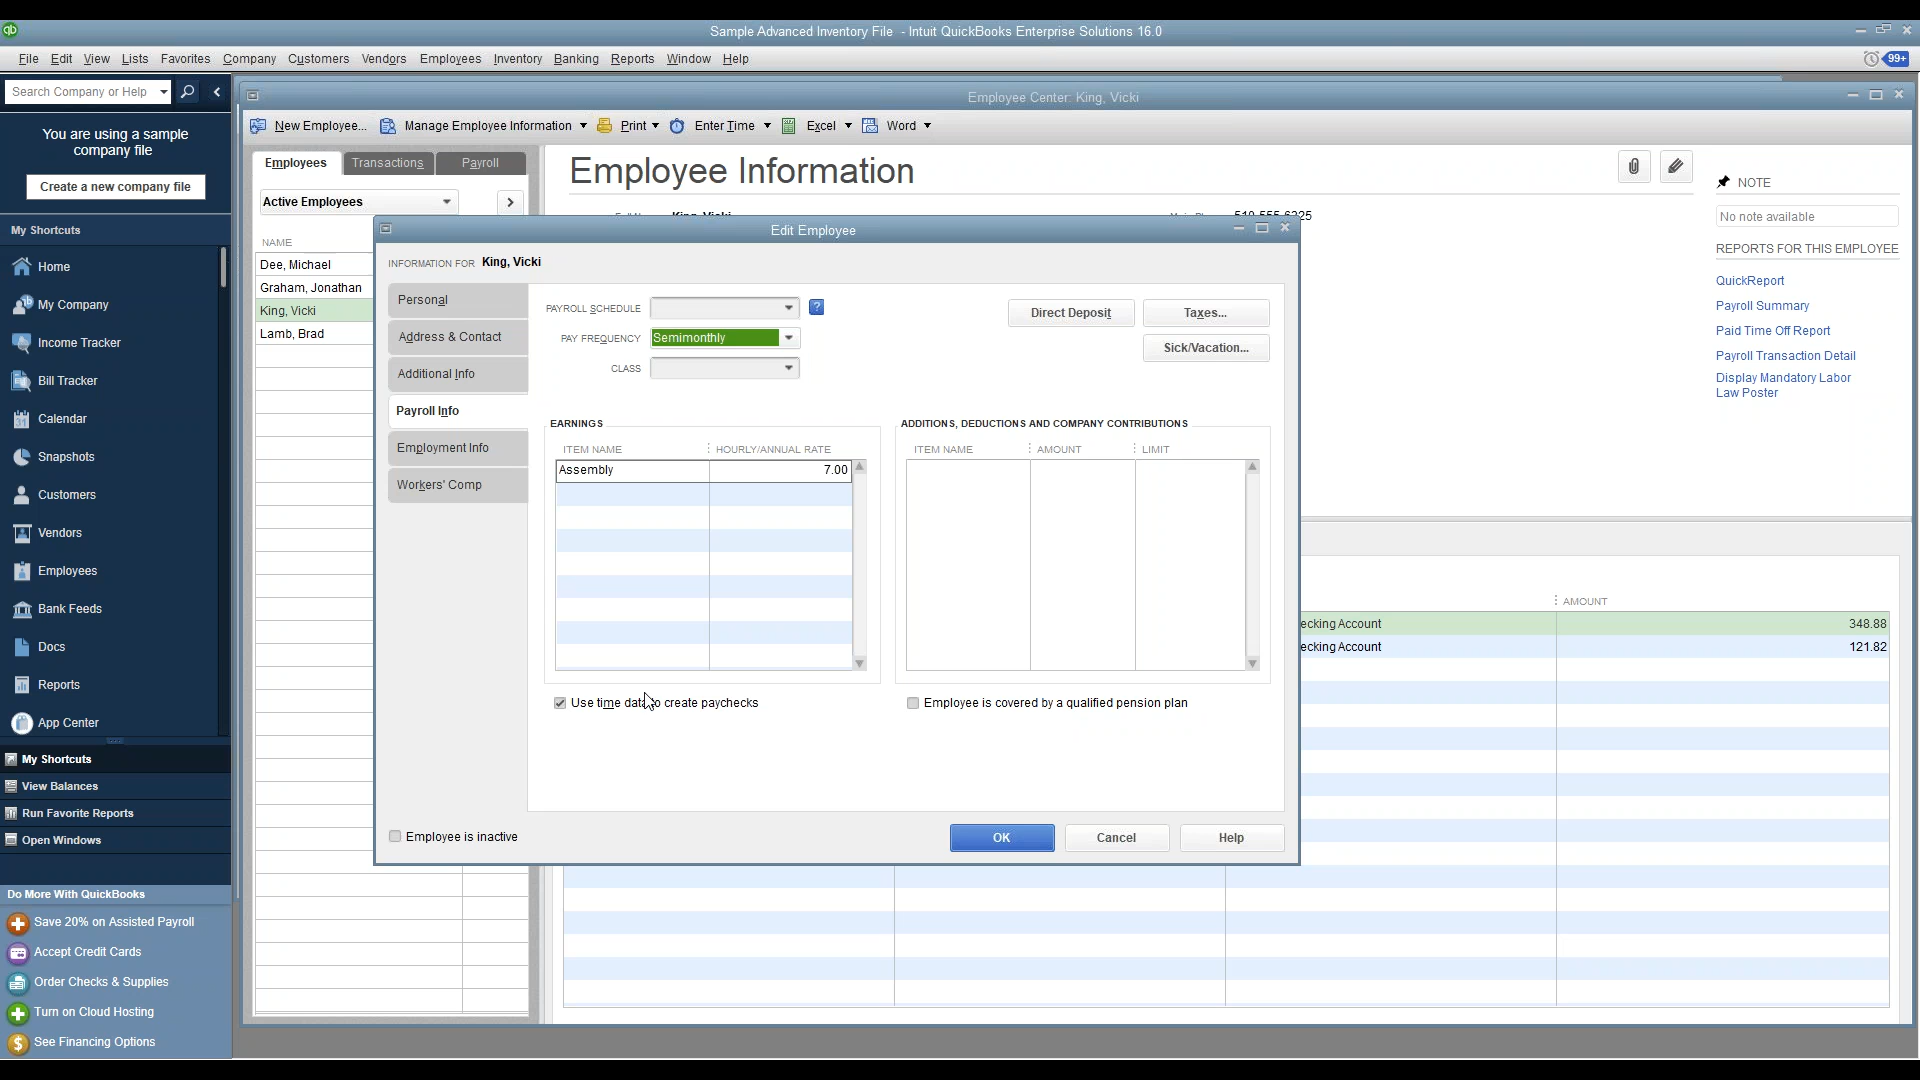 Sample Advanced Inventory File - Intuit QuickBooks Enterprise Solutions 16.0
File Edit View Lists Favorites Company Customers Vendors Employees Inventory Banking Reports Window Help
99+
Search Company or Help
You are using a sample
company file
Create a new company file
My Shortcuts
Home
My Company
Income Tracker
Bill Tracker
Calendar
Snapshots
Customers
Vendors
Employees
Bank Feeds
Docs
Reports
App Center
My Shortcuts
View Balances
Run Favorite Reports
Open Windows
Do More With QuickBooks
Save 20% on Assisted Payroll
Accept Credit Cards
Order Checks & Supplies
Turn on Cloud Hosting
See Financing Options
Employee Center: King, Vicki
New Employee... Manage Employee Information Print Enter Time Excel Word
Employees Transactions Payroll
Active Employees
NAME
Dee, Michael
Graham, Jonathan
King, Vicki
Lamb, Brad
Employee Information
King, Vicki
510-555-6325
NOTE
No note available
REPORTS FOR THIS EMPLOYEE
QuickReport
Payroll Summary
Paid Time Off Report
Payroll Transaction Detail
Display Mandatory Labor
Law Poster
AMOUNT
ecking Account 348.88
ecking Account 121.82
Edit Employee
INFORMATION FOR King, Vicki
Personal
Address & Contact
Additional Info
Payroll Info
Employment Info
Workers' Comp
PAYROLL SCHEDULE ?
PAY FREQUENCY Semimonthly
CLASS
Direct Deposit Taxes...
Sick/Vacation...
EARNINGS
ITEM NAME HOURLY/ANNUAL RATE
Assembly 7.00
ADDITIONS, DEDUCTIONS AND COMPANY CONTRIBUTIONS
ITEM NAME AMOUNT LIMIT
Use time data to create paychecks
Employee is covered by a qualified pension plan
Employee is inactive
OK Cancel Help